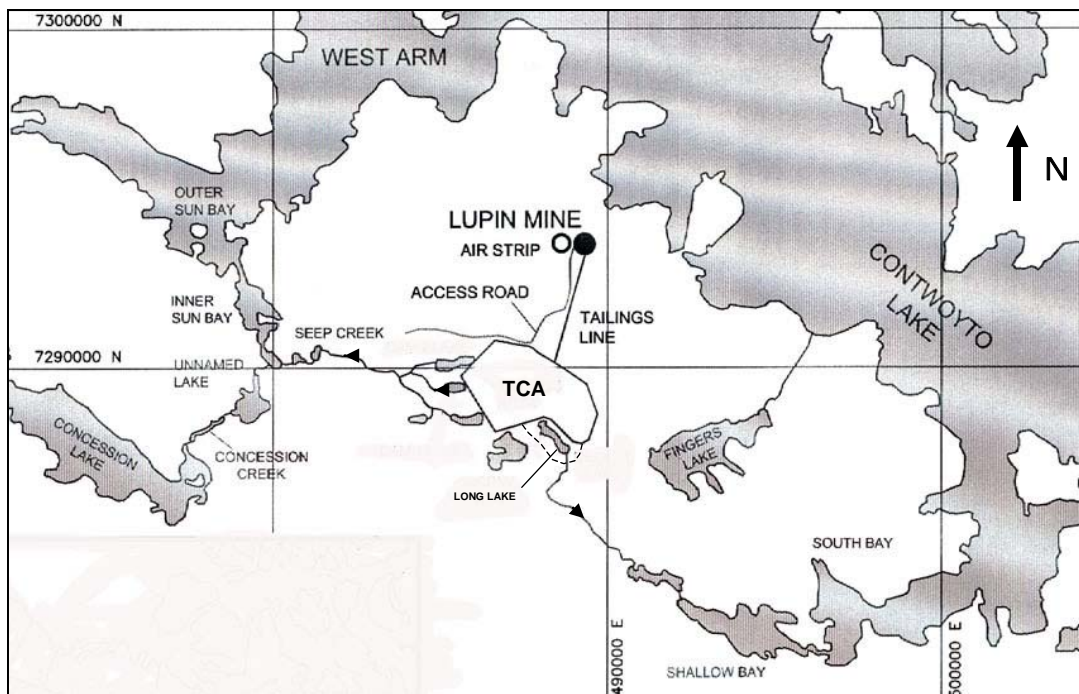 7300000 N
WEST ARM
N
OUTER
SUN BAY
LUPIN MINE
AIR STRIP
CONTWOYTO
LAKE
ACCESS ROAD
INNER
SUN BAY
TAILINGS
LINE
SEEP CREEK
7290000 N
UNNAMED
LAKE
TCA
CONCESSION
LAKE
CONCESSION
CREEK
FINGERS
LAKE
LONG LAKE
SOUTH BAY
490000 E
500000 E
SHALLOW BAY